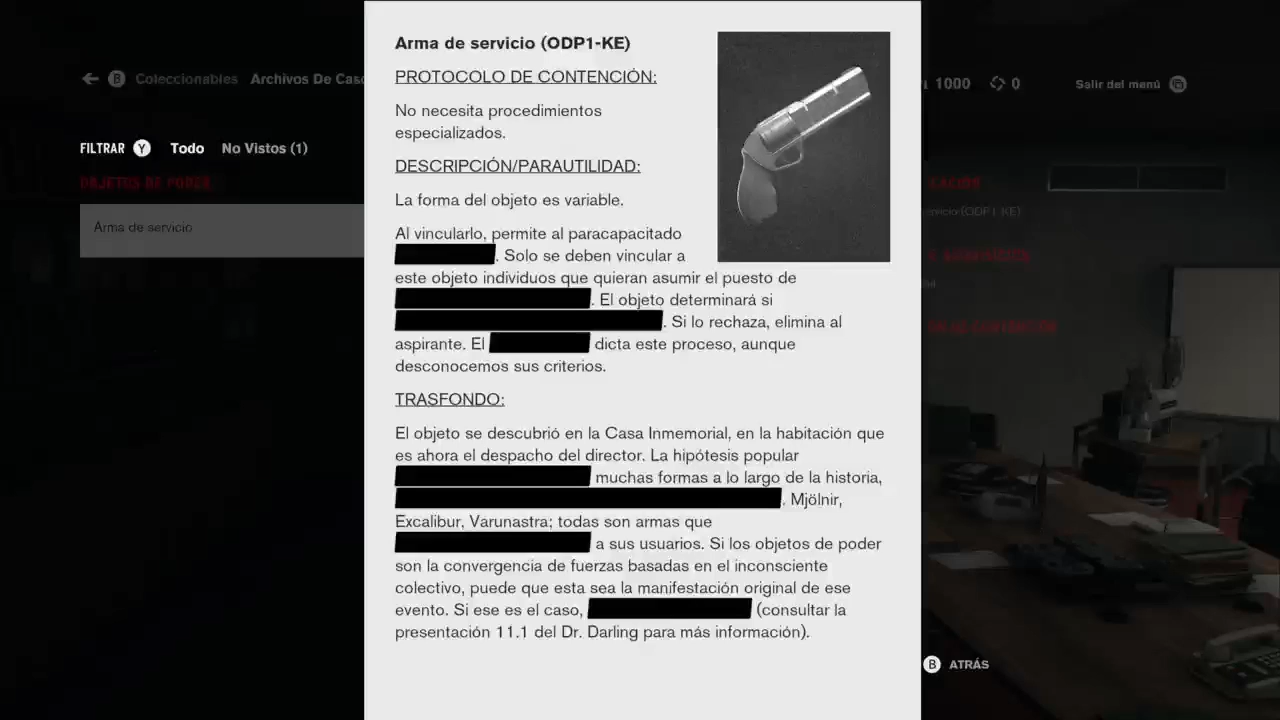 Arma de servicio (ODP1-KE)
PROTOCOLO DE CONTENCIÓN:
No necesita procedimientos
especializados.
DESCRIPCIÓN/PARAUTILIDAD:
La forma del objeto es variable.
Al vincularlo, permite al paracapacitado
. Solo se deben vincular a
este objeto individuos que quieran asumir el puesto de
. El objeto determinará si
. Si lo rechaza, elimina al
aspirante. El dicta este proceso, aunque
desconocemos sus criterios.
TRASFONDO:
El objeto se descubrió en la Casa Inmemorial, en la habitación que
es ahora el despacho del director. La hipótesis popular
muchas formas a lo largo de la historia,
. Mjölnir,
Excalibur, Varunastra; todas son armas que
a sus usuarios. Si los objetos de poder
son la convergencia de fuerzas basadas en el inconsciente
colectivo, puede que esta sea la manifestación original de ese
evento. Si ese es el caso, (consultar la
presentación 11.1 del Dr. Darling para más información).
B Coleccionables Archivos De Caso
1000 0 Salir del menú
FILTRAR Y Todo No Vistos (1)
OBJETOS DE PODER
Arma de servicio
B ATRÁS